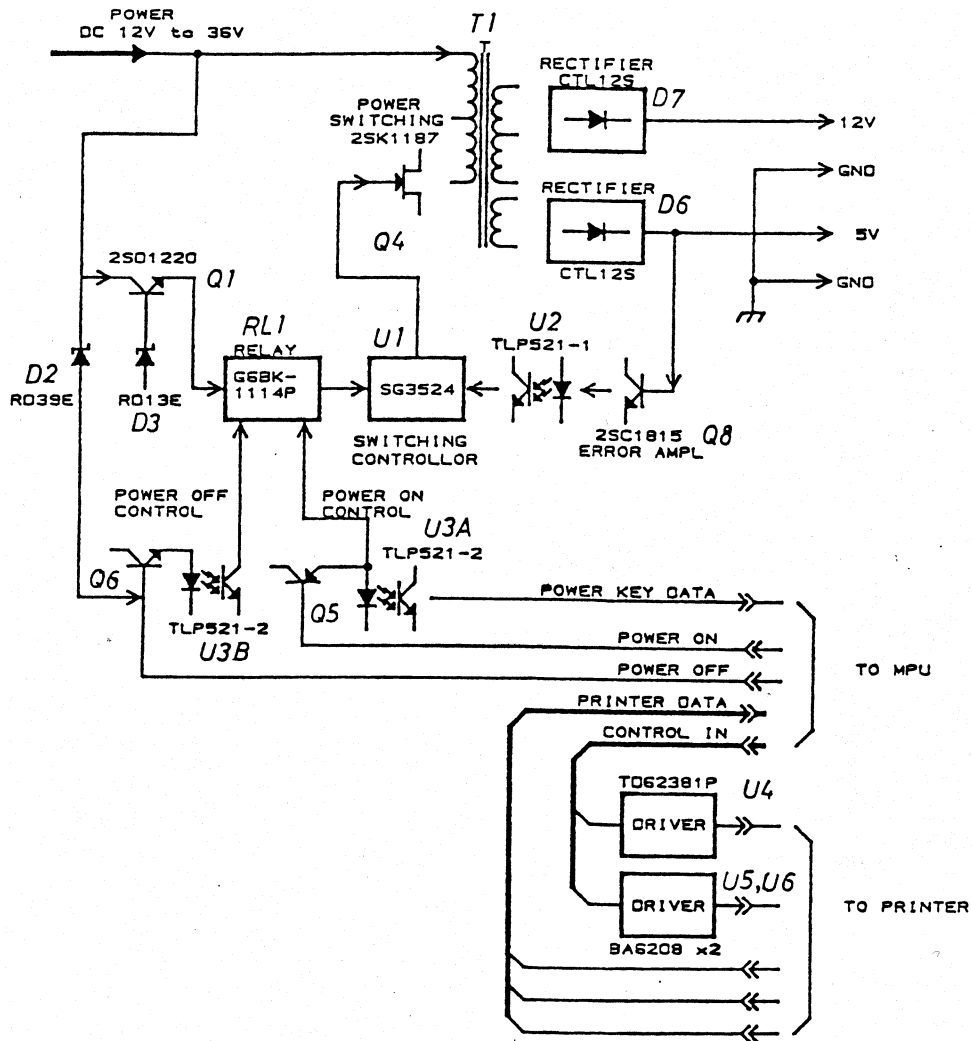 POWER
DC 12V to 36V
T1
RECTIFIER
CTL12S
D7
POWER
SWITCHING
2SK1187
12V
GND
RECTIFIER
D6
Q4
5V
CTL12S
2SD1220
Q1
GND
RL1
RELAY
U1
U2
TLP521-1
D2
RD39E
RD13E
D3
G6BK-
1114P
SG3524
SWITCHING
CONTROLLOR
2SC1815
ERROR AMPL
Q8
POWER OFF
CONTROL
POWER ON
CONTROL
U3A
TLP521-2
Q6
Q5
TLP521-2
U3B
POWER KEY DATA
POWER ON
POWER OFF
TO MPU
PRINTER DATA
CONTROL IN
TD62381P
U4
DRIVER
U5,U6
DRIVER
BA6208 x2
TO PRINTER